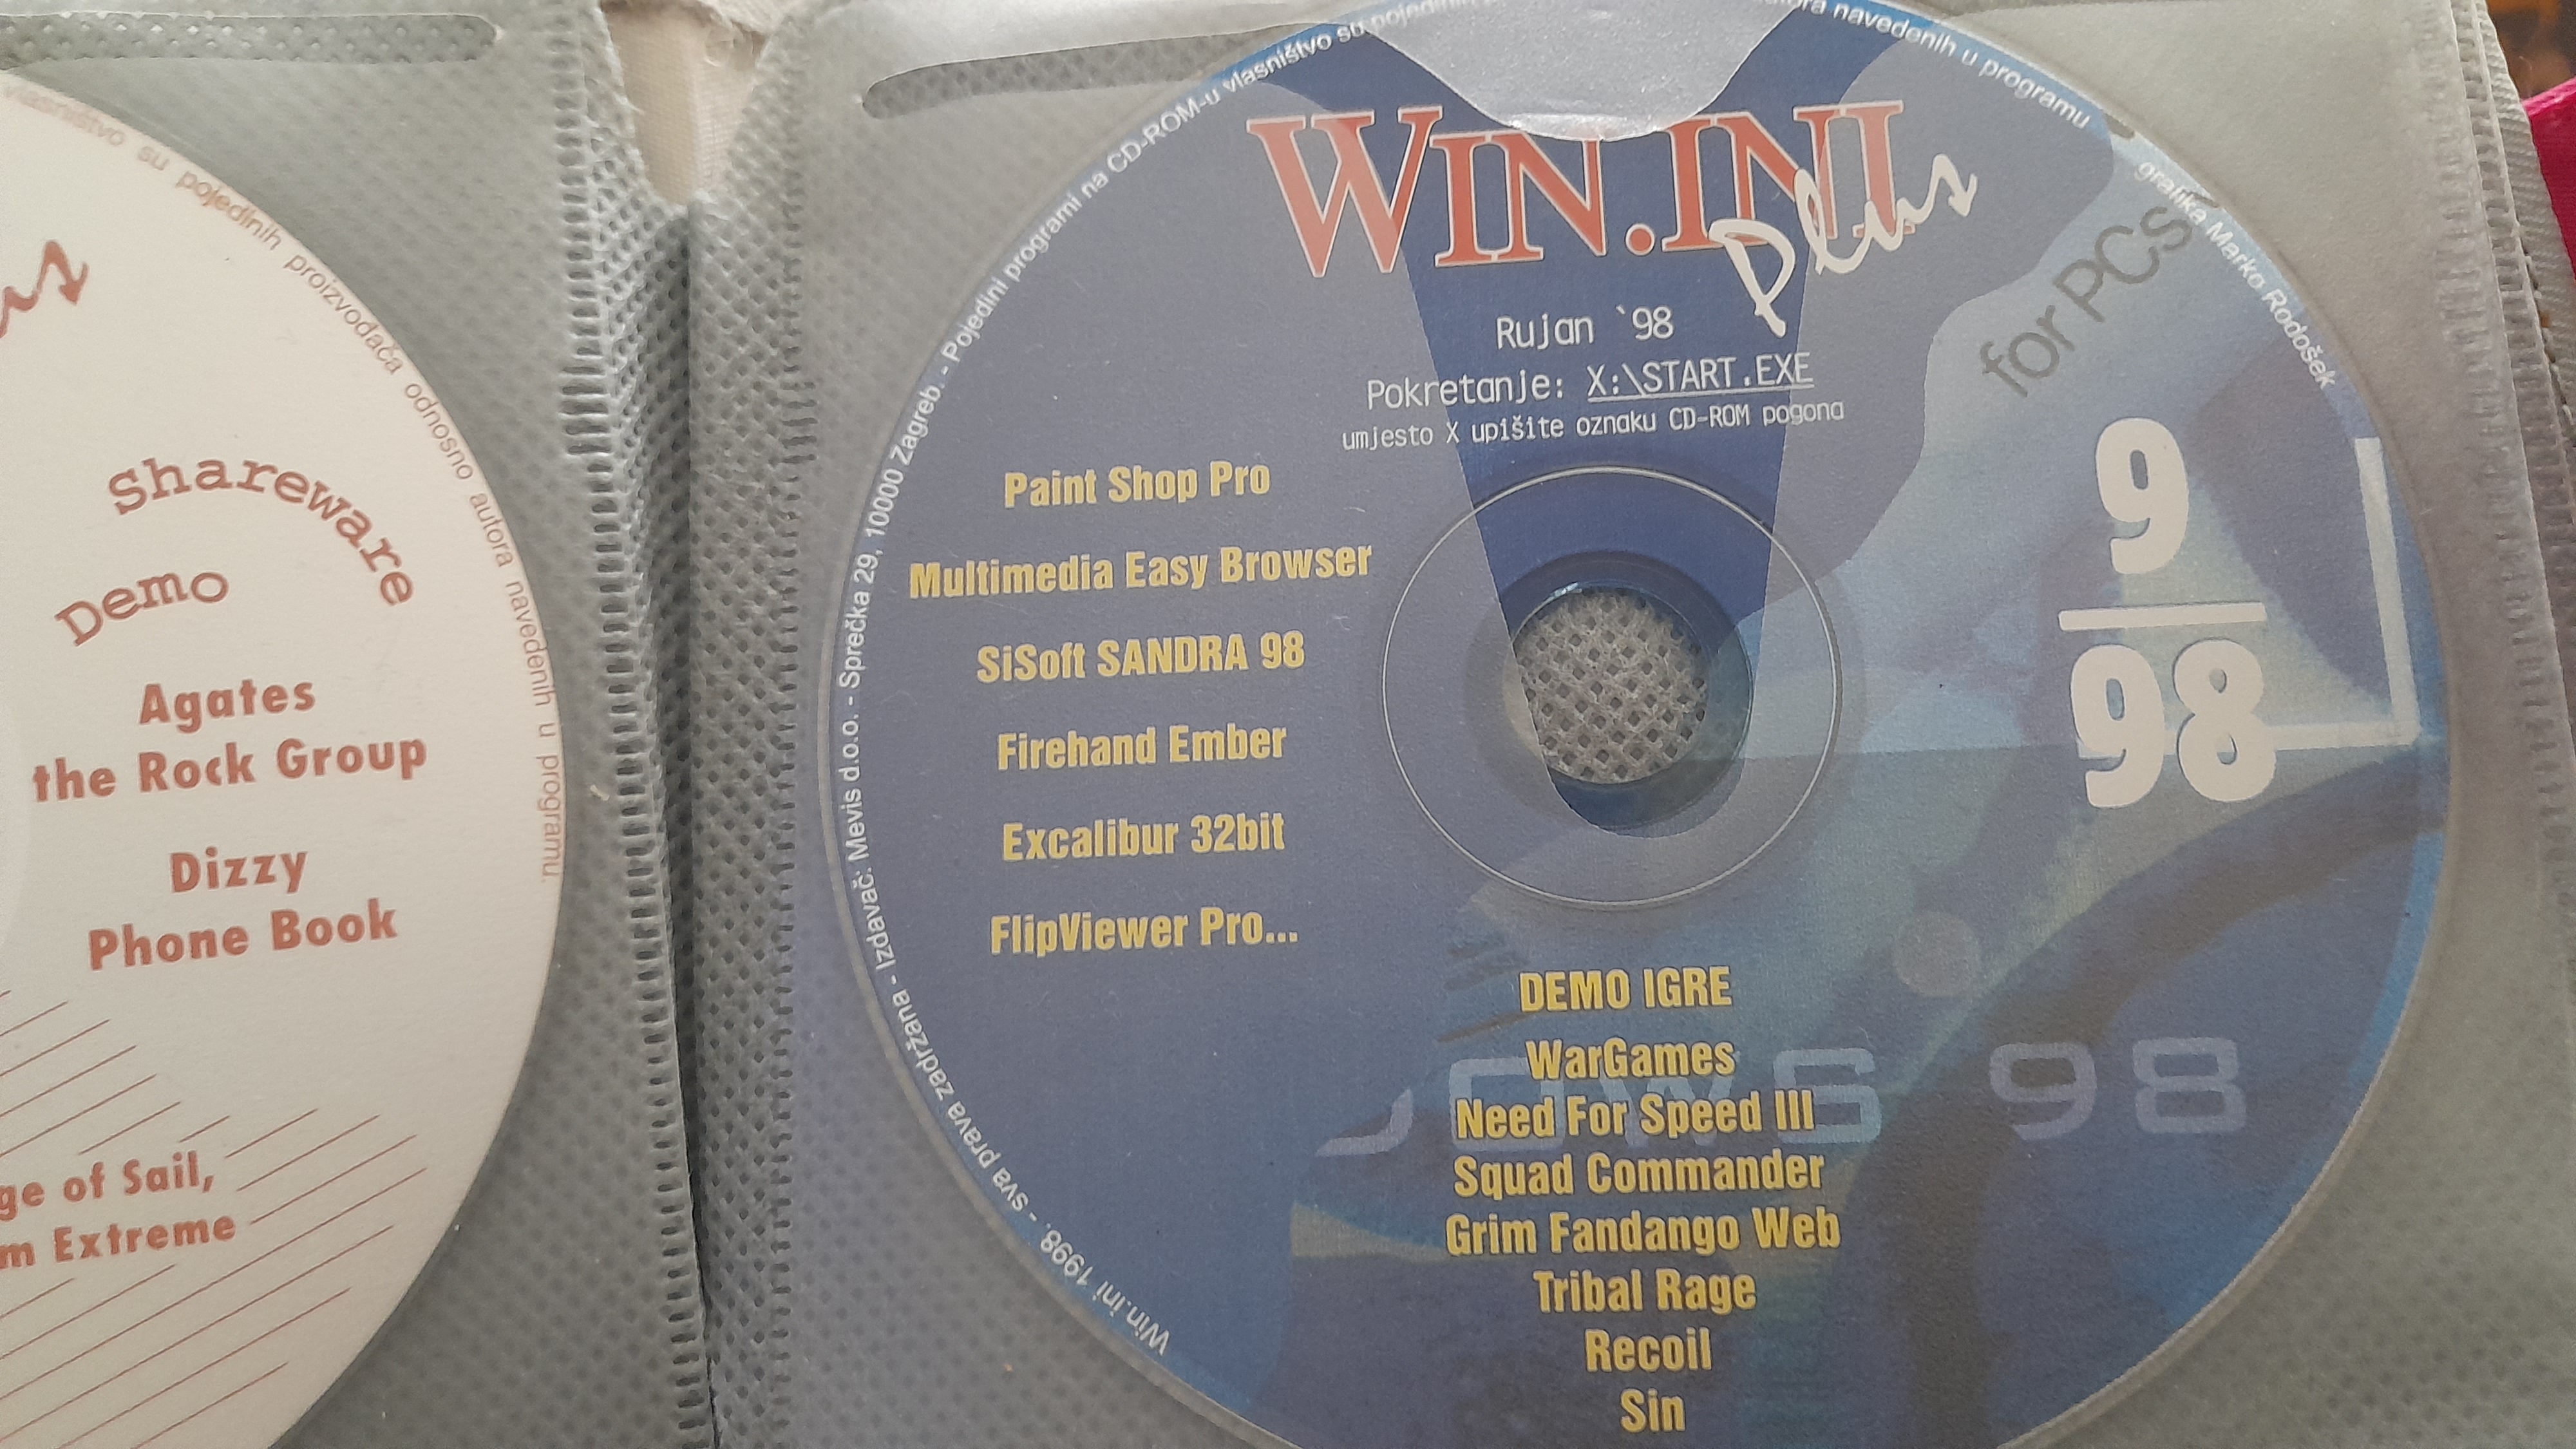 us
Shareware
Demo
Agates
the Rock Group
Dizzy
Phone Book
of Sail,
Extreme
vlasništvo su pojedinih proizvođača odnosno autora navedenih u programu.
WIN.INI
Plus
Rujan `98
Pokretanje: X:\START.EXE
umjesto X upišite oznaku CD-ROM pogona
for PCs
9
98
Paint Shop Pro
Multimedia Easy Browser
SiSoft SANDRA 98
Firehand Ember
Excalibur 32bit
FlipViewer Pro...
DEMO IGRE
WarGames
Need For Speed III
Squad Commander
Grim Fandango Web
Tribal Rage
Recoil
Sin
98
Win.ini 1998. - sva prava zadržana - Izdavač: Mevis d.o.o. - Sprečka 29, 10000 Zagreb. - Pojedini programi na CD-ROM-u vlasništvo su pojedinih navedenih u programu
grafika Marko Rodošek